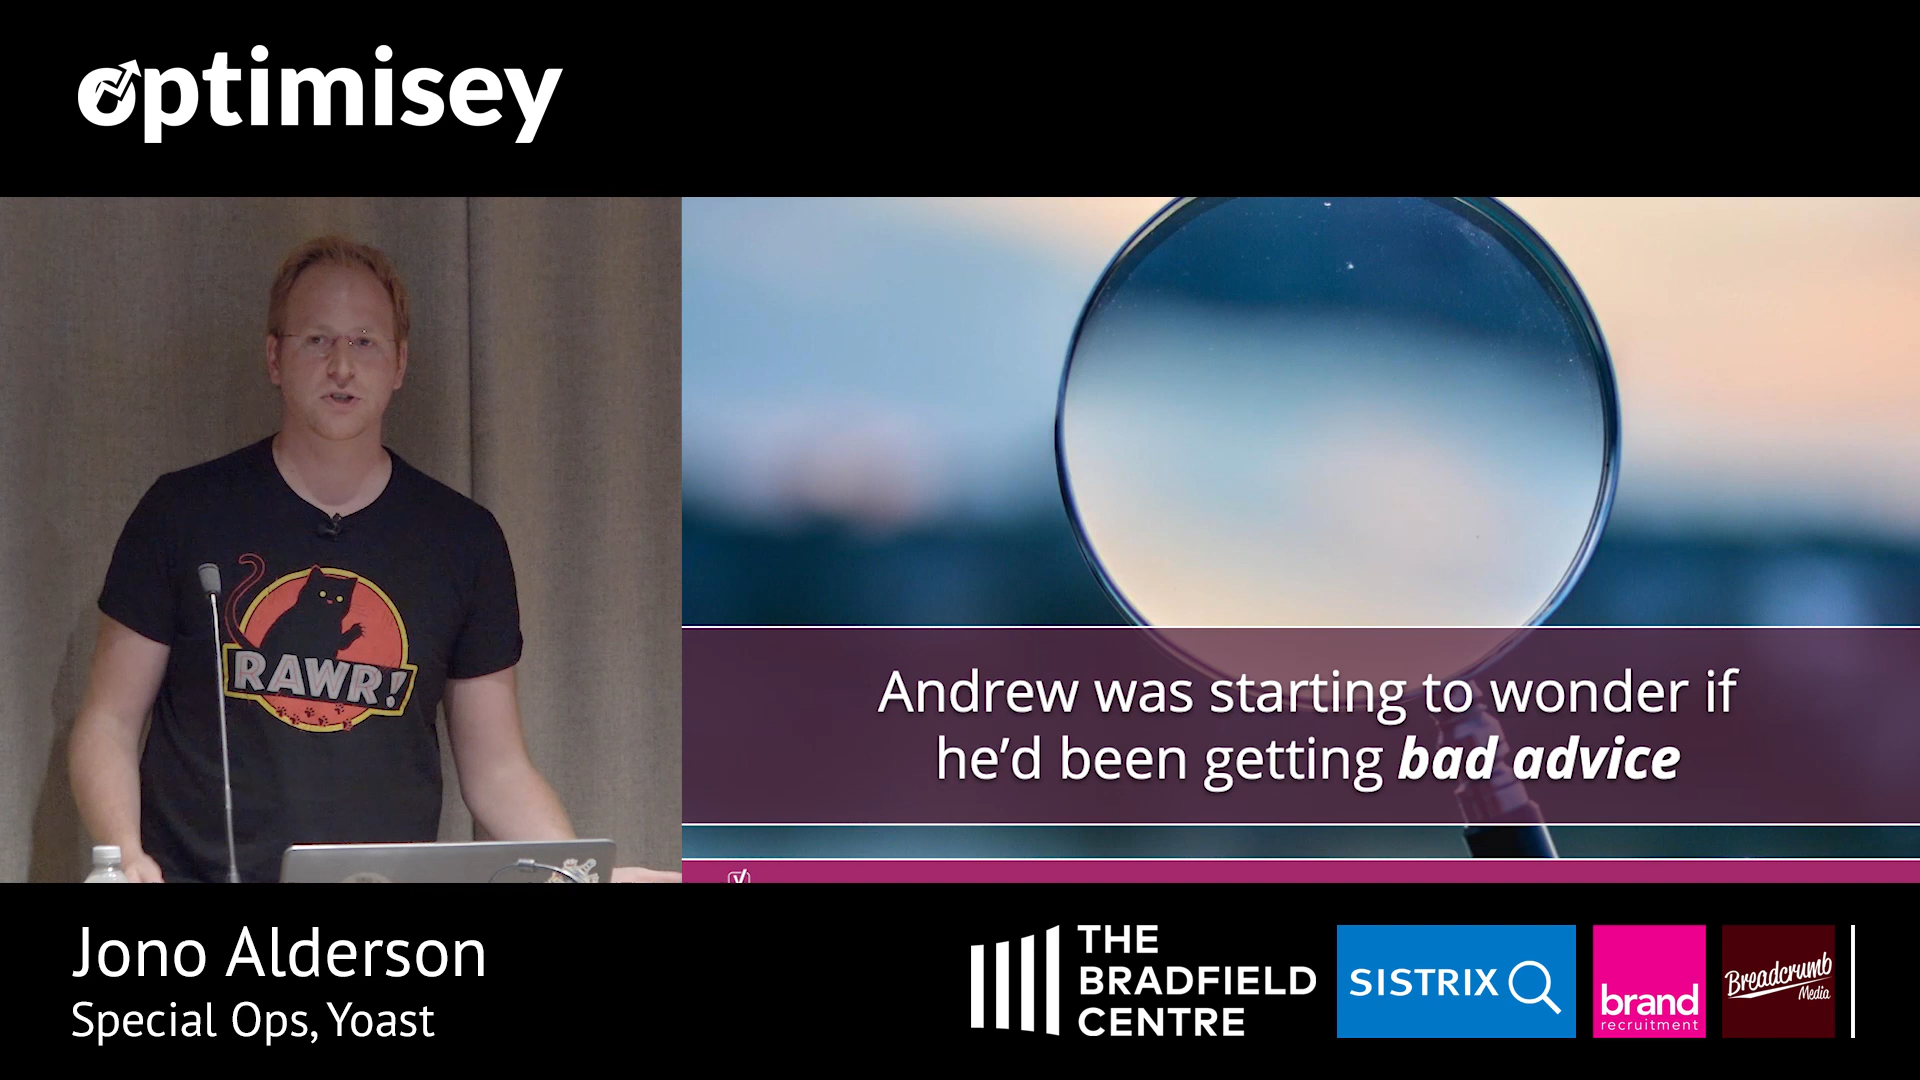 optimisey
RAWR!
Andrew was starting to wonder if
he’d been getting bad advice
Jono Alderson
Special Ops, Yoast
THE
BRADFIELD
CENTRE
SISTRIX
brand
recruitment
Breadcrumb
Media